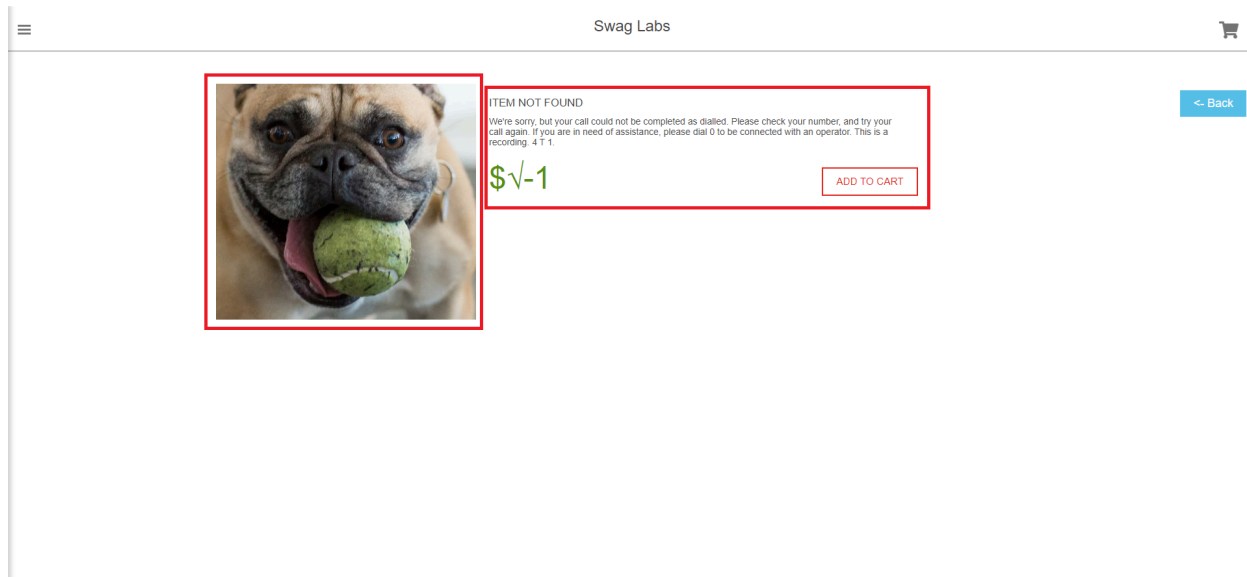 Swag Labs
<- Back
ITEM NOT FOUND
We're sorry, but your call could not be completed as dialled. Please check your number, and try your
call again. If you are in need of assistance, please dial 0 to be connected with an operator. This is a
recording. 4 T 1.
$√-1
ADD TO CART